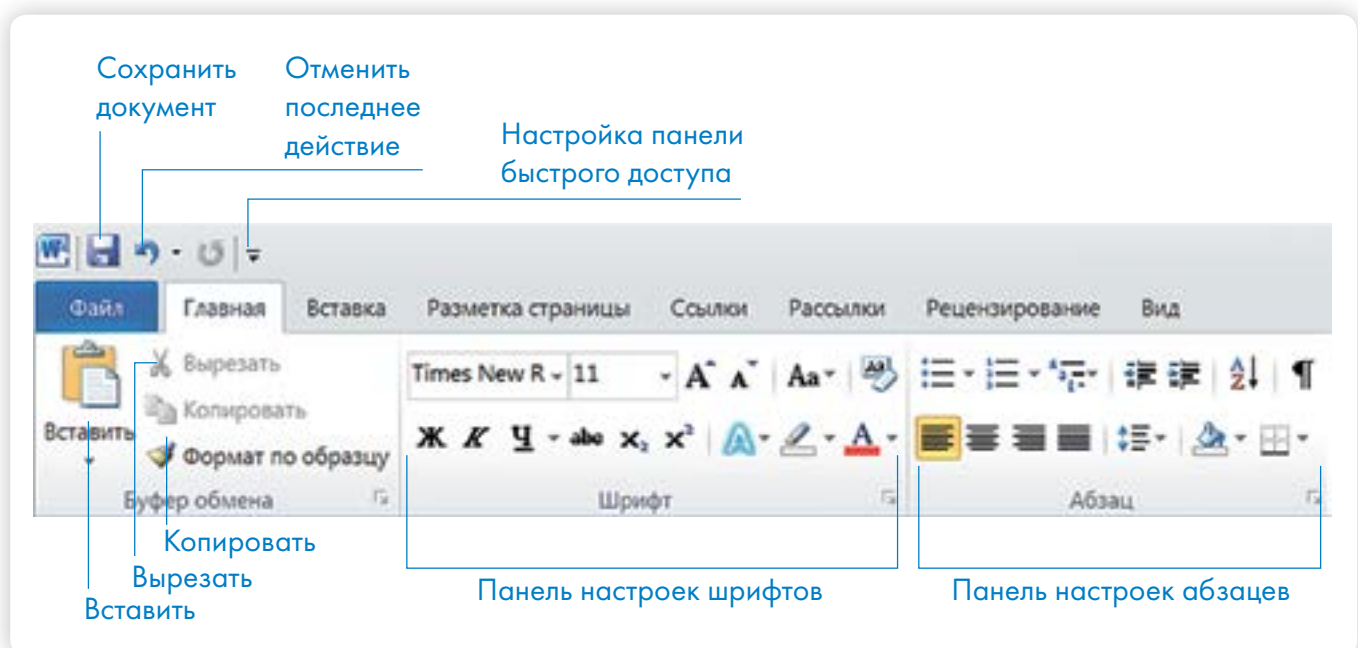 Сохранить
документ
Отменить
последнее
действие
Настройка панели
быстрого доступа
W
Файл Главная Вставка Разметка страницы Ссылки Рассылки Рецензирование Вид
Вырезать
Копировать
Вставить
Формат по образцу
Буфер обмена
Times New R 11 A A Aa
Ж К Ч abc x₂ x² A A
Шрифт
А Я ¶
Абзац
Копировать
Вырезать
Вставить
Панель настроек шрифтов
Панель настроек абзацев